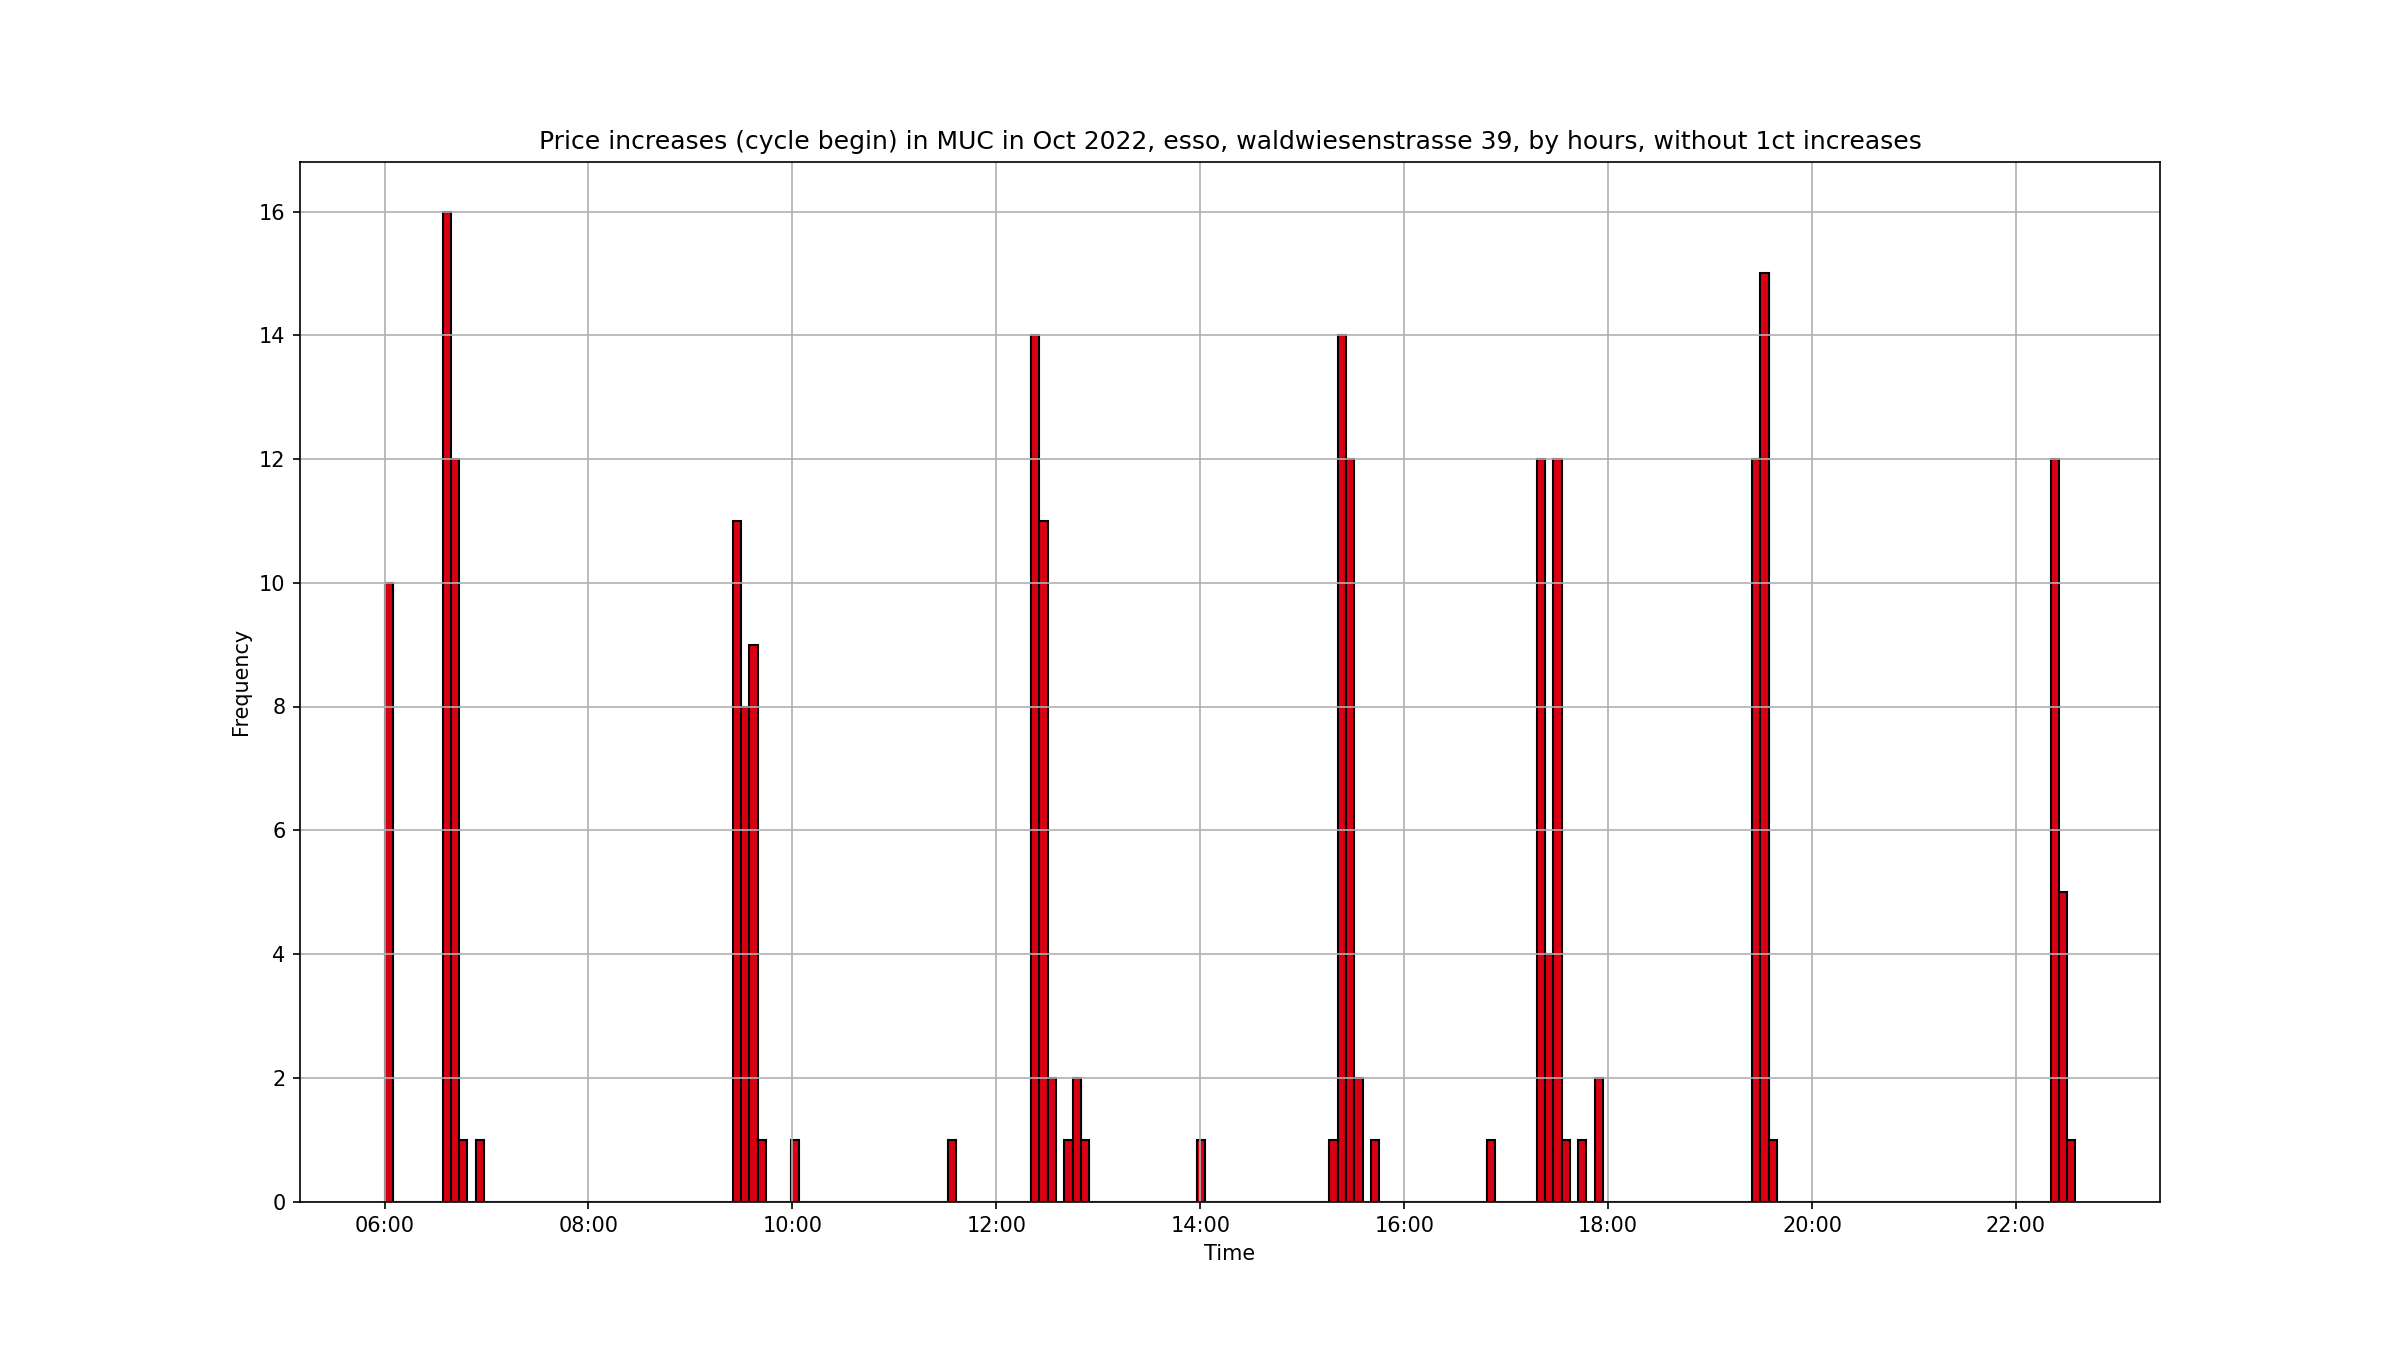 Price increases (cycle begin) in MUC in Oct 2022, esso, waldwiesenstrasse 39, by hours, without 1ct increases
16
14
12
10
8
6
4
2
0
Frequency
06:00 08:00 10:00 12:00 14:00 16:00 18:00 20:00 22:00
Time